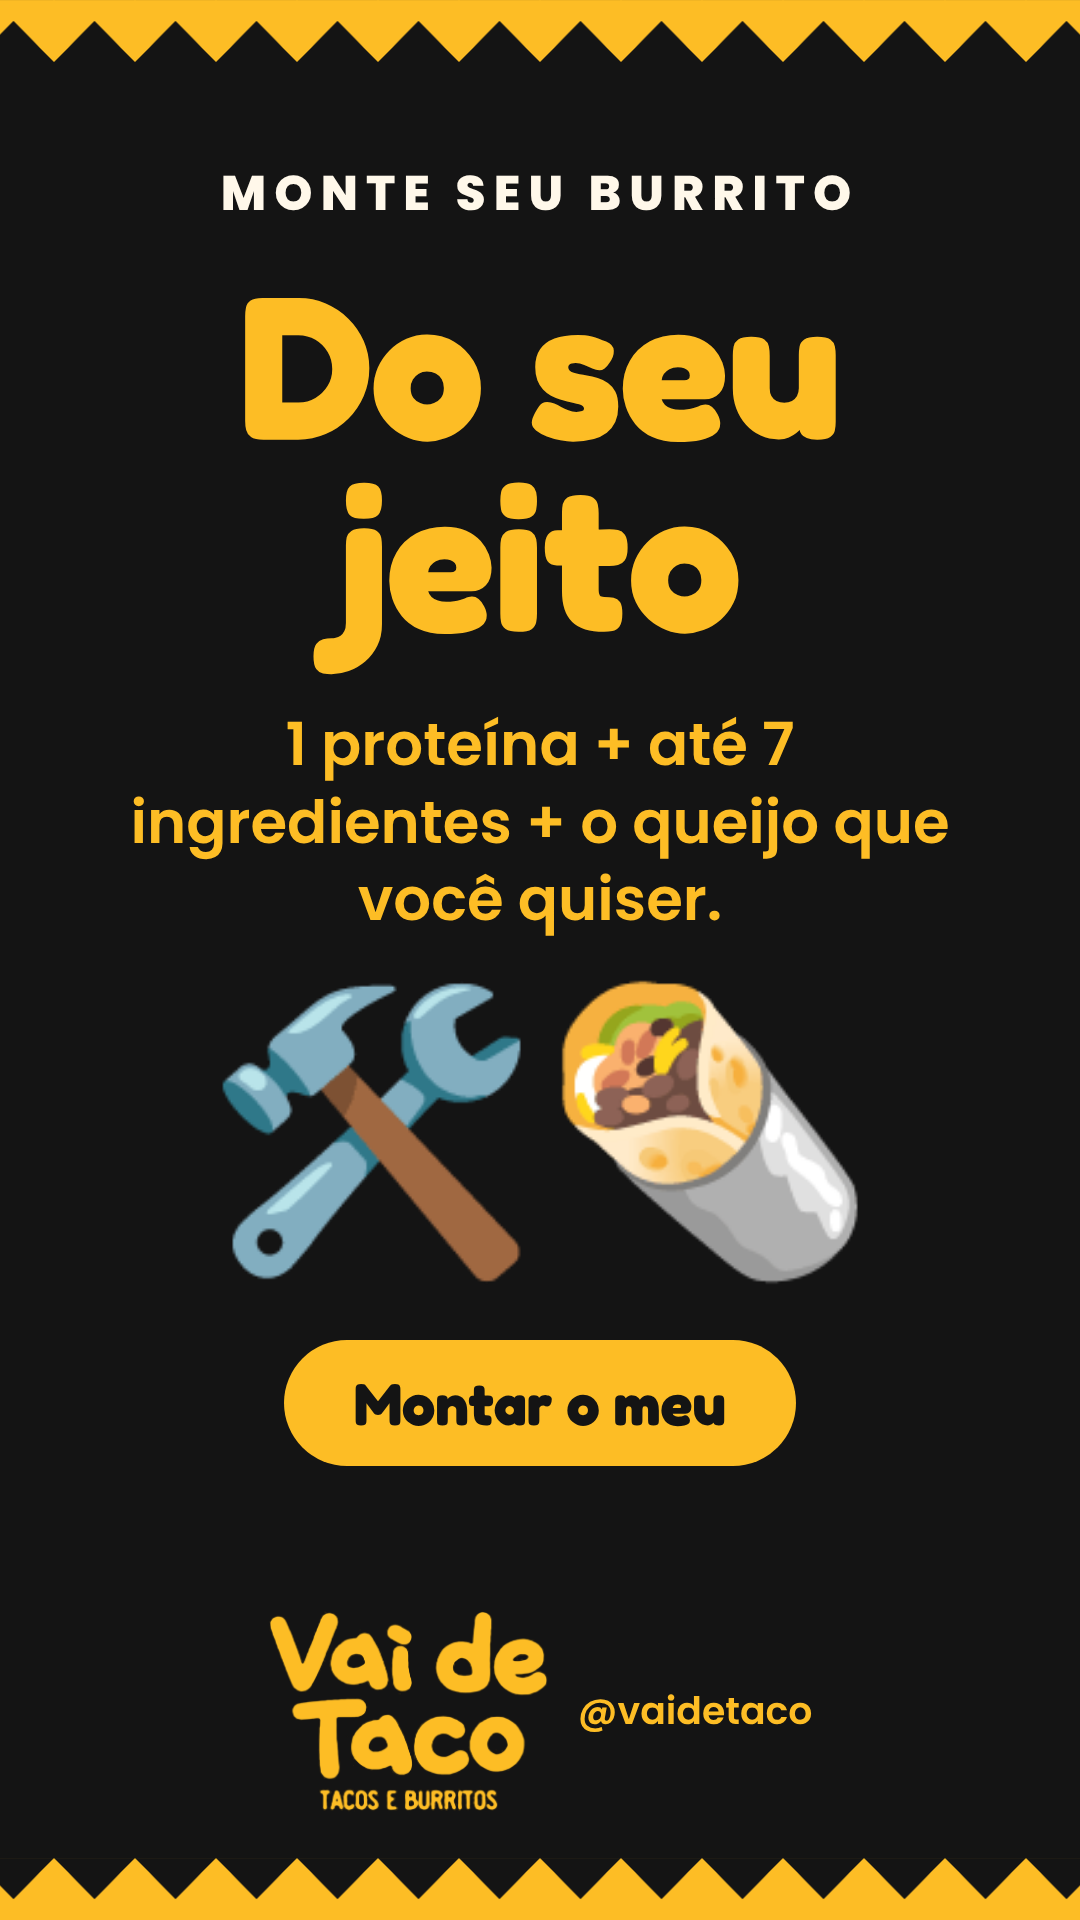 MONTE SEU BURRITO
Do seu
jeito
1 proteína + até 7
ingredientes + o queijo que
você quiser.
Montar o meu
Vai de
Taco
TACOS E BURRITOS
@vaidetaco